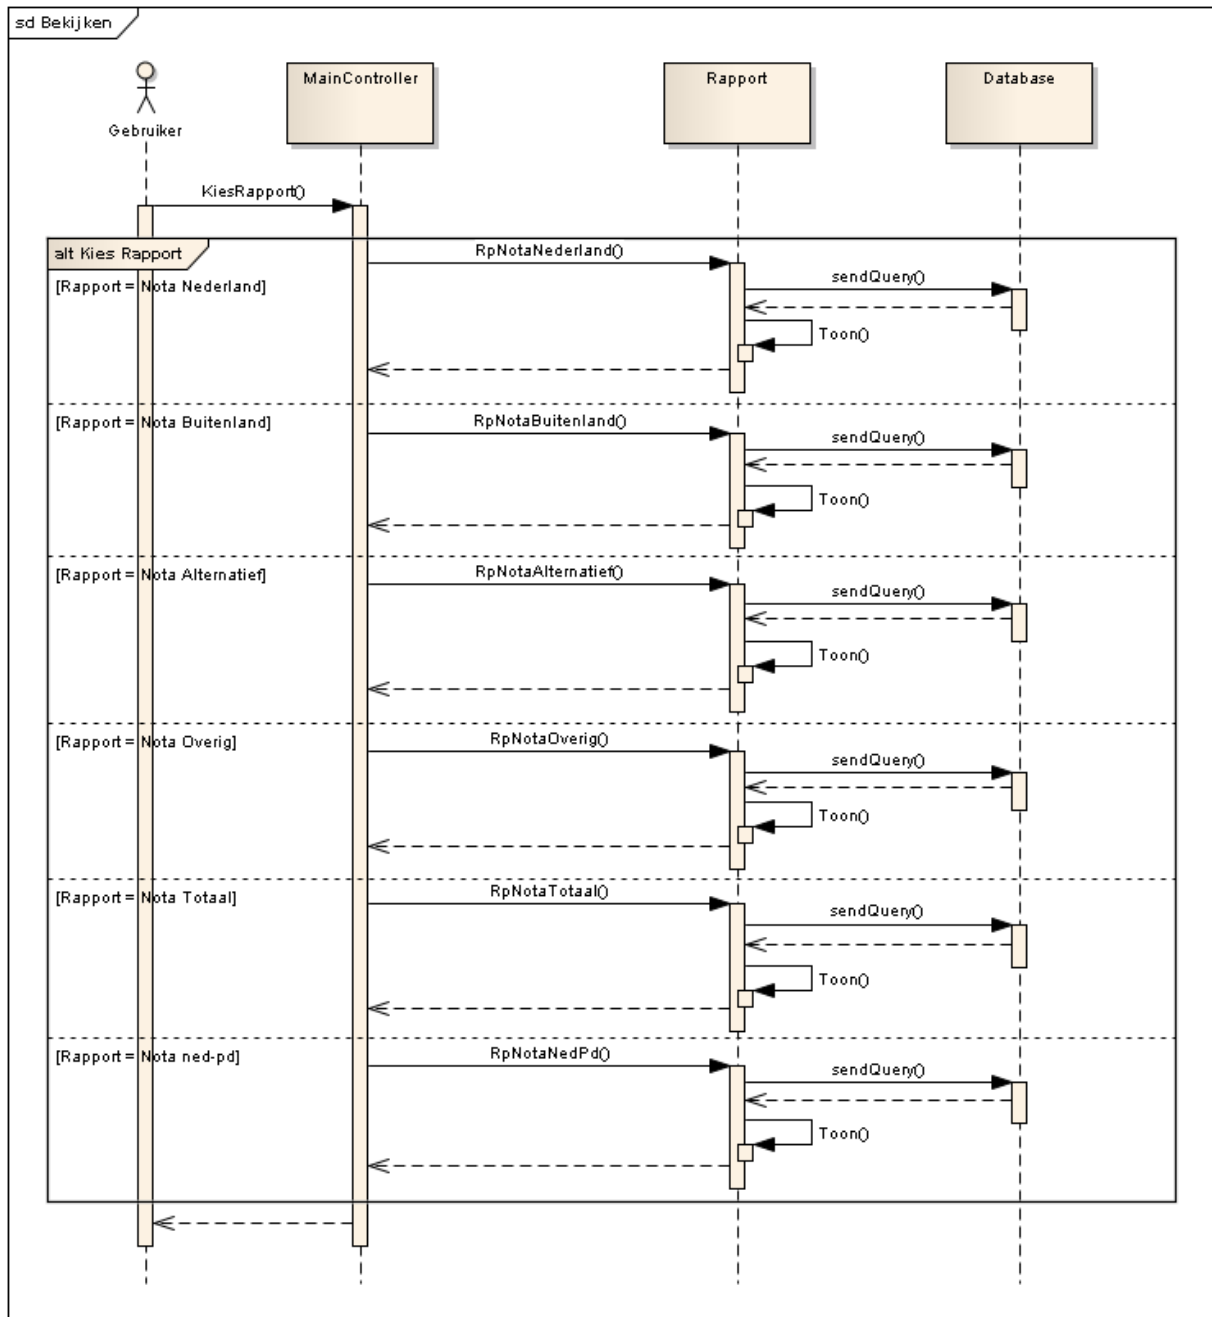 sd Bekijken
MainController
Rapport
Database
Gebruiker
KiesRapport()
alt Kies Rapport
RpNotaNederland()
[Rapport = Nota Nederland]
sendQuery()
Toon()
[Rapport = Nota Buitenland]
RpNotaBuitenland()
sendQuery()
Toon()
[Rapport = Nota Alternatief]
RpNotaAlternatief()
sendQuery()
Toon()
[Rapport = Nota Overig]
RpNotaOverig()
sendQuery()
Toon()
[Rapport = Nota Totaal]
RpNotaTotaal()
sendQuery()
Toon()
[Rapport = Nota ned-pd]
RpNotaNedPd()
sendQuery()
Toon()